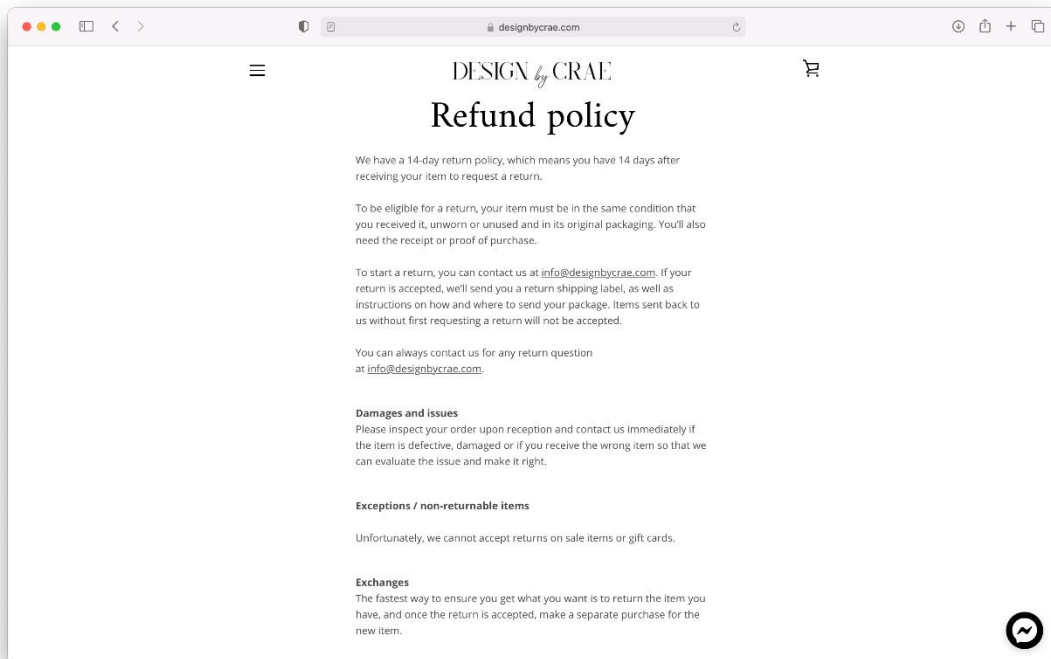 designbycrae.com
DESIGN by CRAE
Refund policy
We have a 14-day return policy, which means you have 14 days after
receiving your item to request a return.
To be eligible for a return, your item must be in the same condition that
you received it, unworn or unused and in its original packaging. You'll also
need the receipt or proof of purchase.
To start a return, you can contact us at info@designbycrae.com. If your
return is accepted, we'll send you a return shipping label, as well as
instructions on how and where to send your package. Items sent back to
us without first requesting a return will not be accepted.
You can always contact us for any return question
at info@designbycrae.com.
Damages and issues
Please inspect your order upon reception and contact us immediately if
the item is defective, damaged or if you receive the wrong item so that we
can evaluate the issue and make it right.
Exceptions / non-returnable items
Unfortunately, we cannot accept returns on sale items or gift cards.
Exchanges
The fastest way to ensure you get what you want is to return the item you
have, and once the return is accepted, make a separate purchase for the
new item.